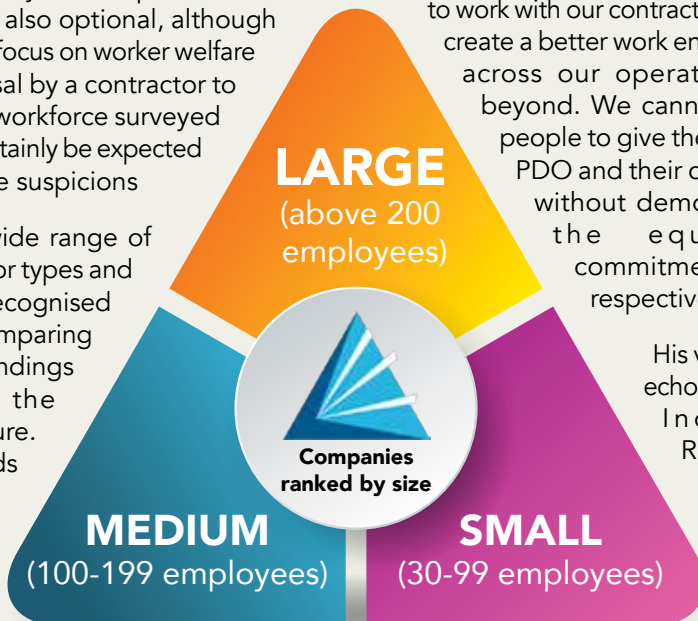 also optional, although
focus on worker welfare
sal by a contractor to
workforce surveyed
tainly be expected
e suspicions
wide range of
or types and
ecognised
mparing
ndings
the
ure.
ds
LARGE
(above 200
employees)
Companies
ranked by size
MEDIUM
(100-199 employees)
SMALL
(30-99 employees)
to work with our contract
create a better work en
across our operat
beyond. We cann
people to give the
PDO and their
without demo
the equ
commitme
respective
His
echo
R